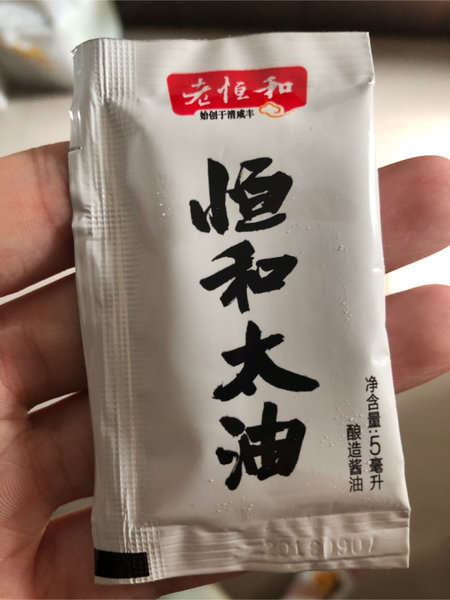 老恒和
始创于清咸丰
恒和太油
净含量:5毫升
酿造酱油
20190907